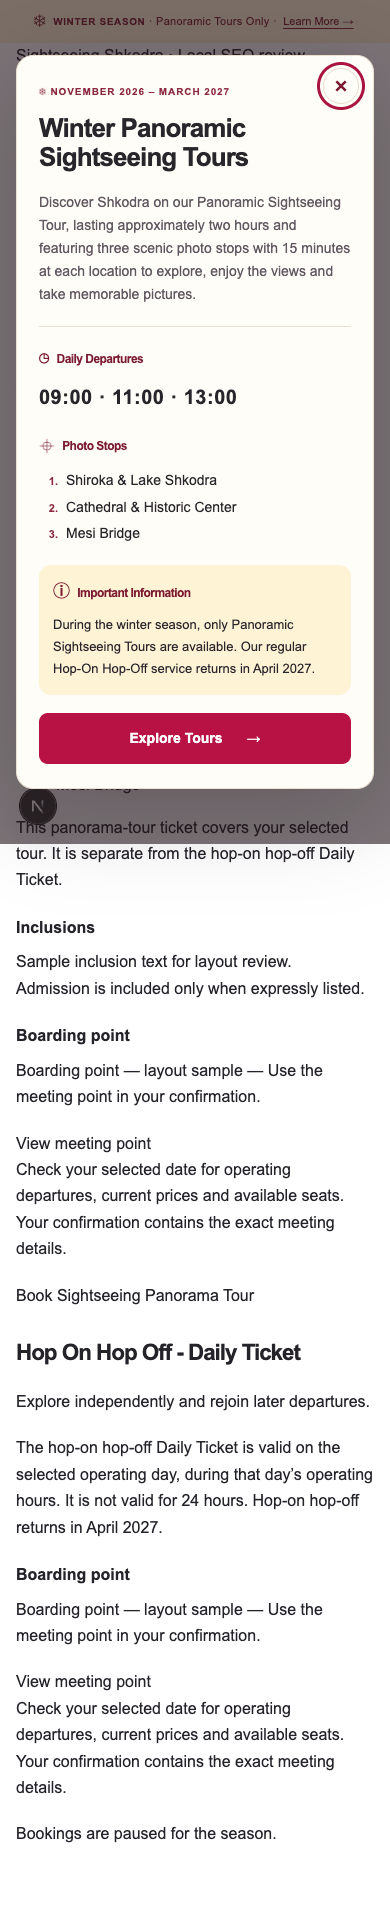 WINTER SEASON · Panoramic Tours Only · Learn More →
Sightseeing Shkodra · Local SEO review
NOVEMBER 2026 – MARCH 2027
×
Winter Panoramic
Sightseeing Tours
Discover Shkodra on our Panoramic Sightseeing
Tour, lasting approximately two hours and
featuring three scenic photo stops with 15 minutes
at each location to explore, enjoy the views and
take memorable pictures.
Daily Departures
09:00 · 11:00 · 13:00
Photo Stops
1. Shiroka & Lake Shkodra
2. Cathedral & Historic Center
3. Mesi Bridge
Important Information
During the winter season, only Panoramic
Sightseeing Tours are available. Our regular
Hop-On Hop-Off service returns in April 2027.
Explore Tours →
N
This panorama-tour ticket covers your selected
tour. It is separate from the hop-on hop-off Daily
Ticket.
Inclusions
Sample inclusion text for layout review.
Admission is included only when expressly listed.
Boarding point
Boarding point — layout sample — Use the
meeting point in your confirmation.
View meeting point
Check your selected date for operating
departures, current prices and available seats.
Your confirmation contains the exact meeting
details.
Book Sightseeing Panorama Tour
Hop On Hop Off - Daily Ticket
Explore independently and rejoin later departures.
The hop-on hop-off Daily Ticket is valid on the
selected operating day, during that day’s operating
hours. It is not valid for 24 hours. Hop-on hop-off
returns in April 2027.
Boarding point
Boarding point — layout sample — Use the
meeting point in your confirmation.
View meeting point
Check your selected date for operating
departures, current prices and available seats.
Your confirmation contains the exact meeting
details.
Bookings are paused for the season.